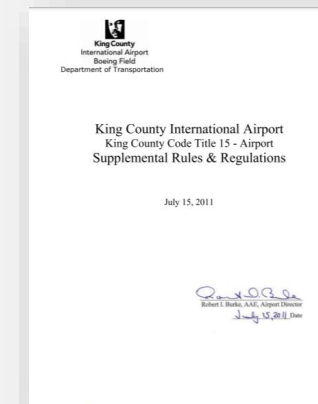 King County
International Airport
Boeing Field
Department of Transportation
King County International Airport
King County Code Title 15 - Airport
Supplemental Rules & Regulations
July 15, 2011
Robert I. Burke, AAE, Airport Director
July 15, 2011 Date